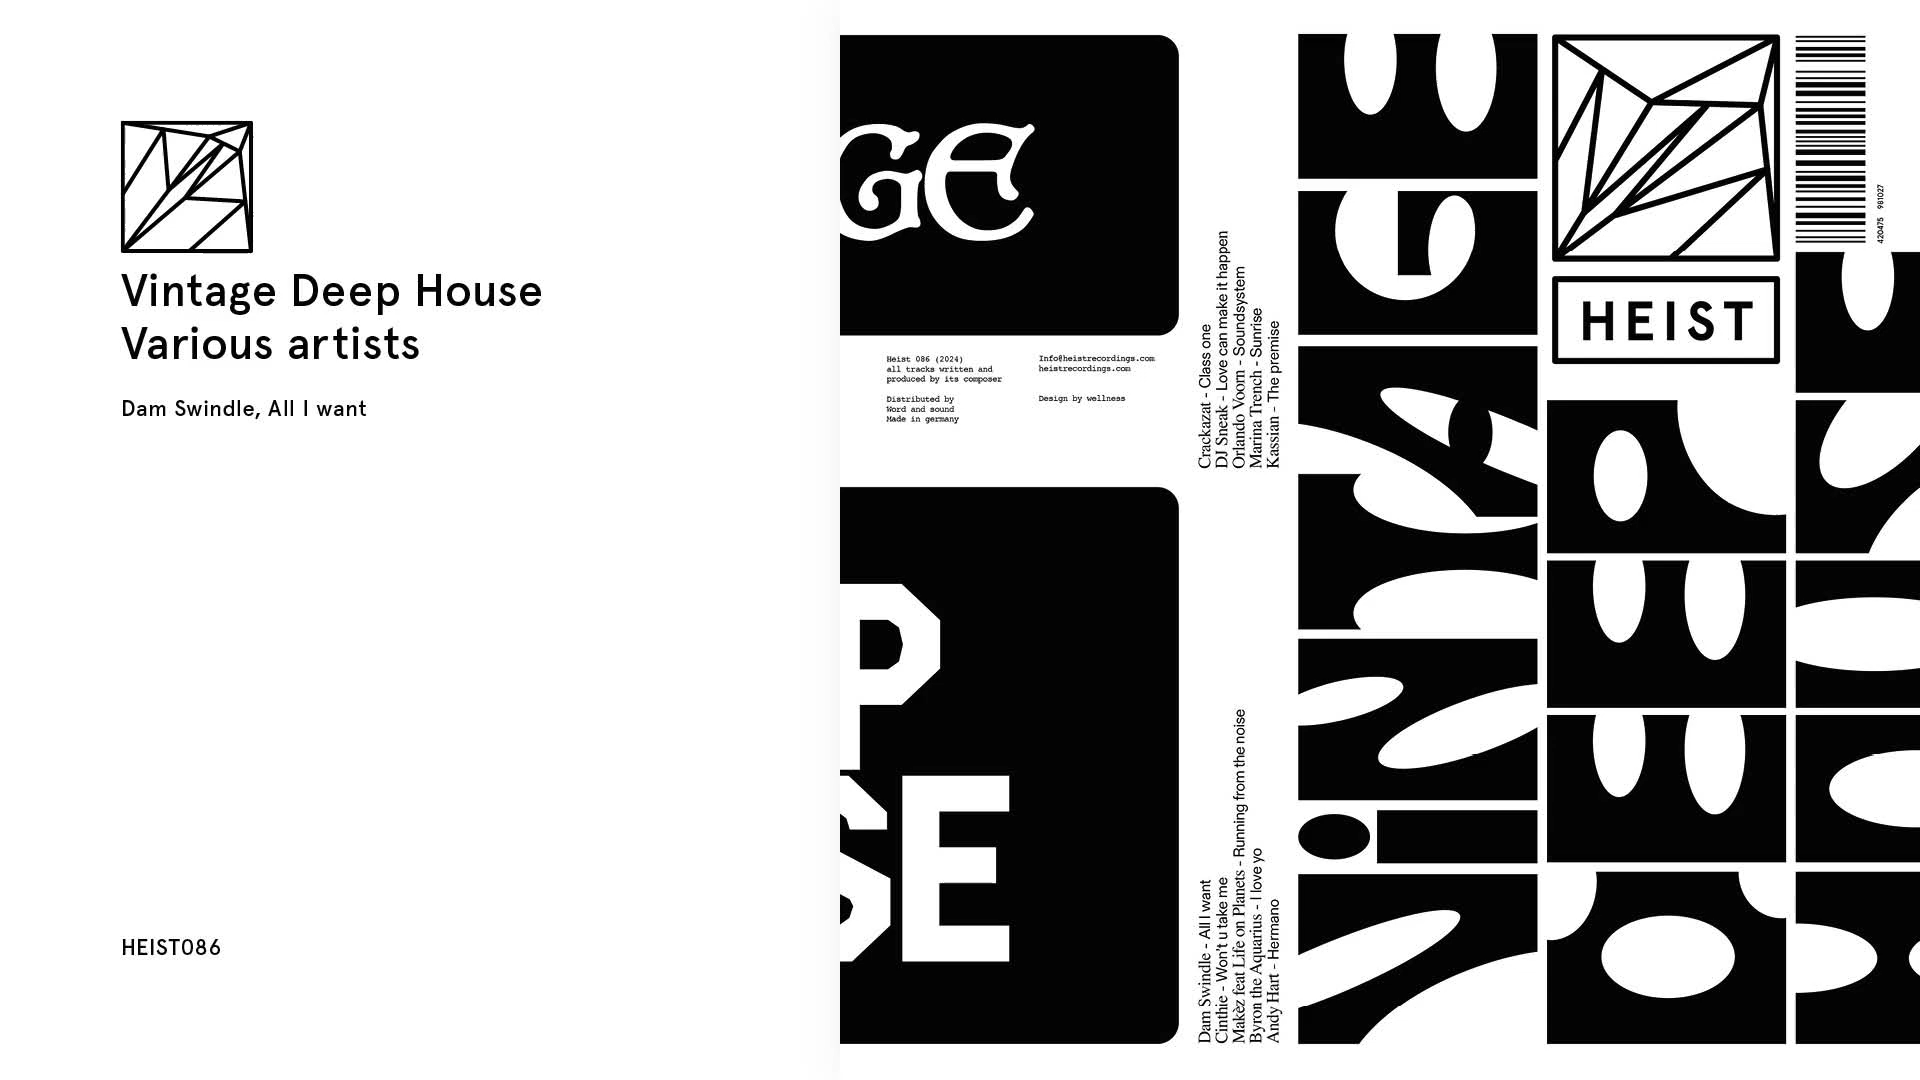 Vintage Deep House
Various artists
Dam Swindle, All I want
HEIST086
GE
Heist 086 (2024)
all tracks written and
produced by its composer
Distributed by
Word and sound
Made in germany
Info@heistrecordings.com
heistrecordings.com
Design by wellness
P
SE
Crackazat - Class one
DJ Sneak - Love can make it happen
Orlando Voorn - Soundsystem
Marina Trench - Sunrise
Kassian - The premise
Dam Swindle - All I want
Cinthie - Won't u take me
Makèz feat Life on Planets - Running from the noise
Byron the Aquarius - I love yo
Andy Hart - Hermano
ViNTAGE
HEIST
DEEP
HOUSE
420475 981027